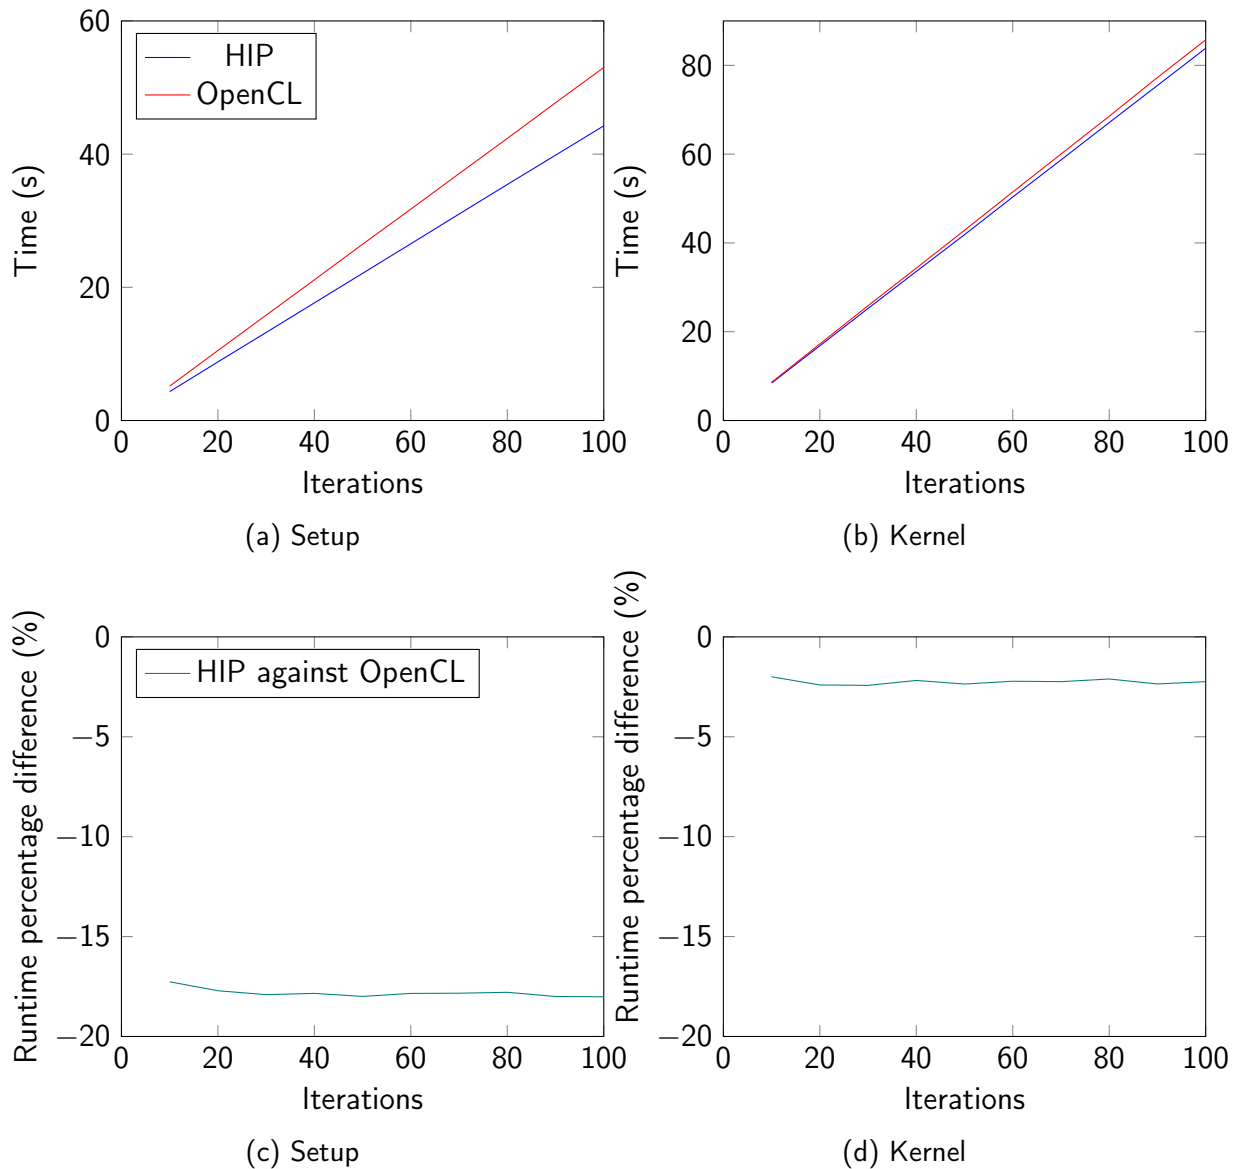 60
40
20
0
Time (s)
HIP
OpenCL
0 20 40 60 80 100
Iterations
(a) Setup
80
60
40
20
0
Time (s)
0 20 40 60 80 100
Iterations
(b) Kernel
0
−5
−10
−15
−20
Runtime percentage difference (%)
HIP against OpenCL
0 20 40 60 80 100
Iterations
(c) Setup
0
−5
−10
−15
−20
Runtime percentage difference (%)
0 20 40 60 80 100
Iterations
(d) Kernel